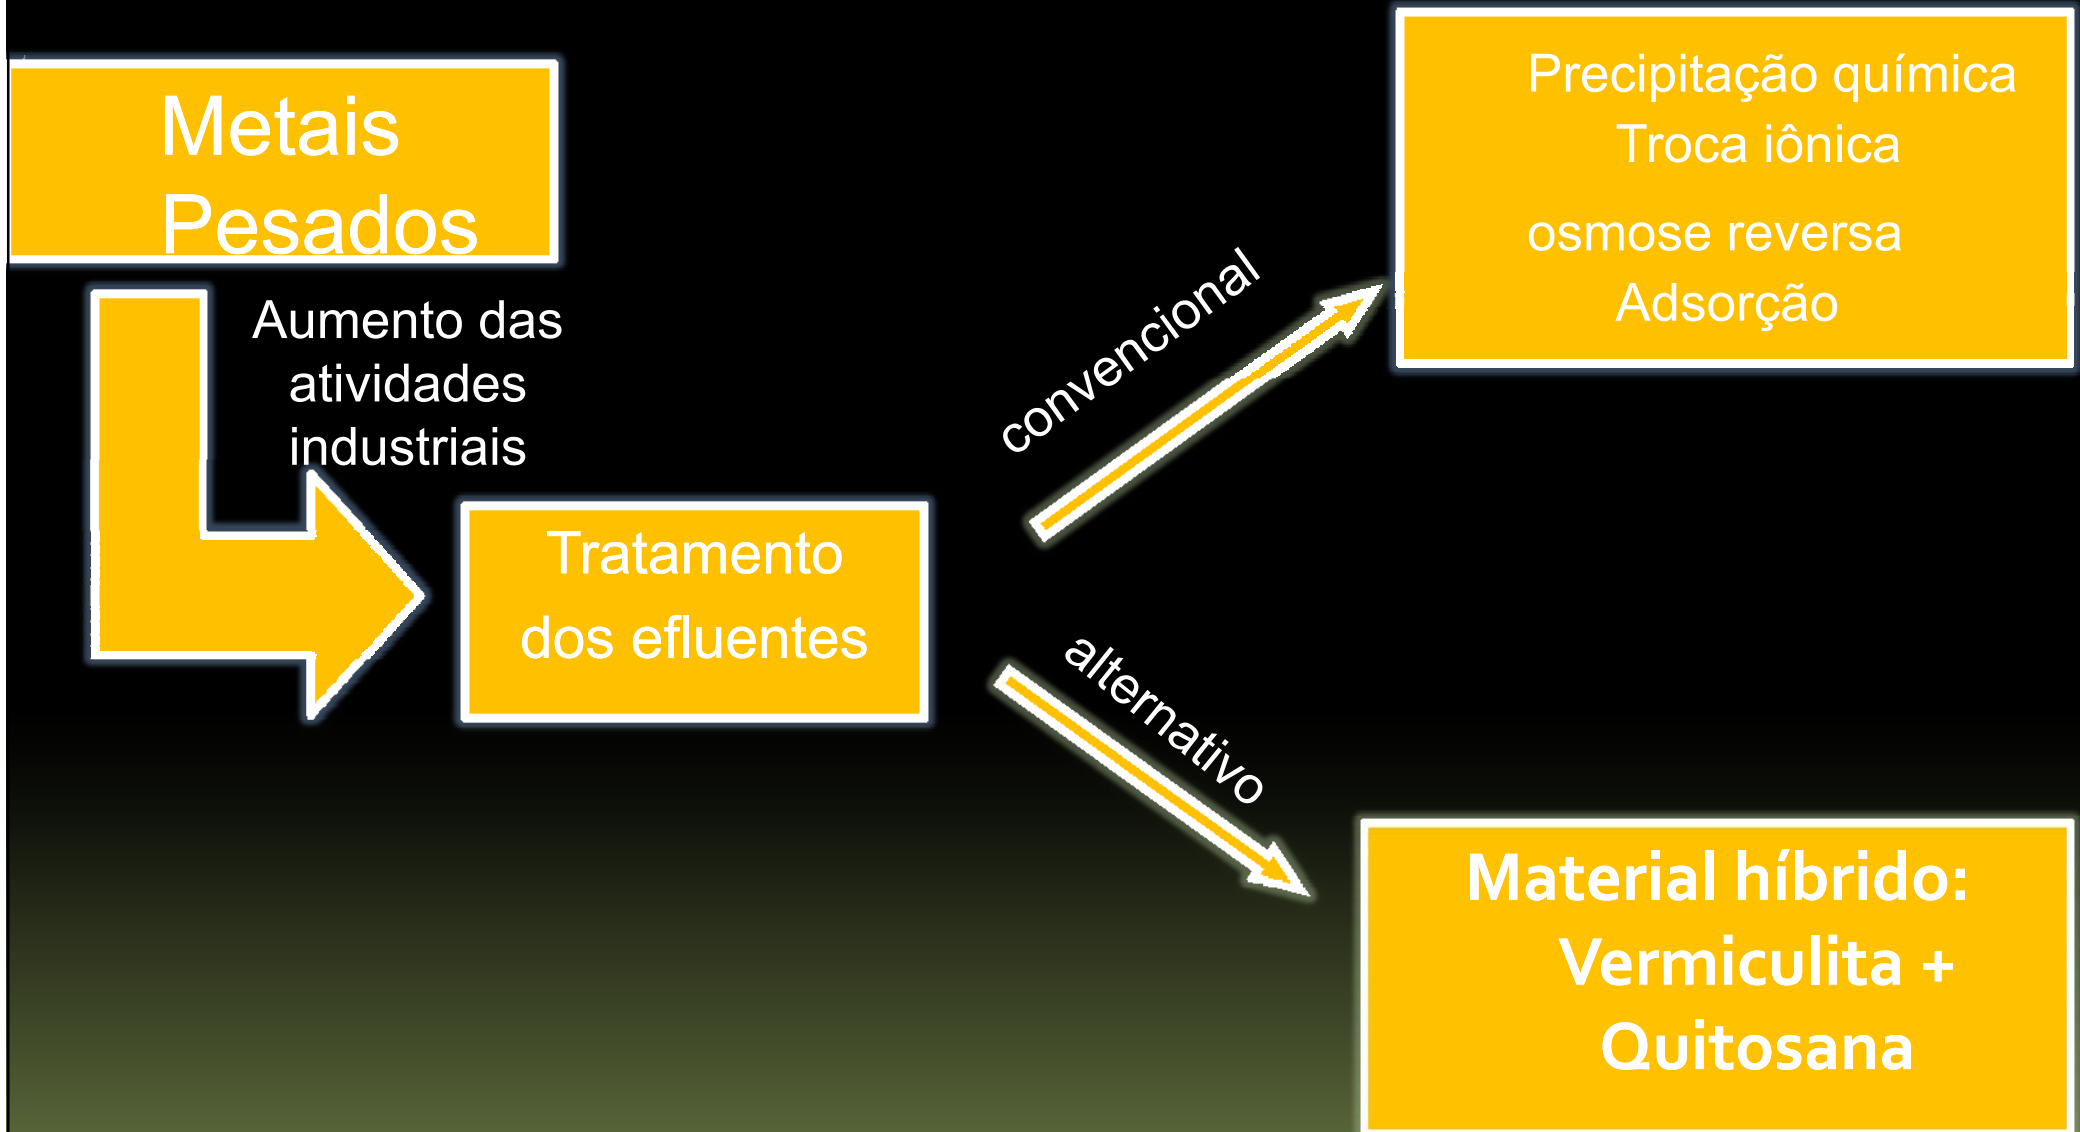 Metais
Pesados
Aumento das
atividades
industriais
Tratamento
dos efluentes
convencional
Precipitação química
Troca iônica
osmose reversa
Adsorção
alternativo
Material híbrido:
Vermiculita +
Quitosana